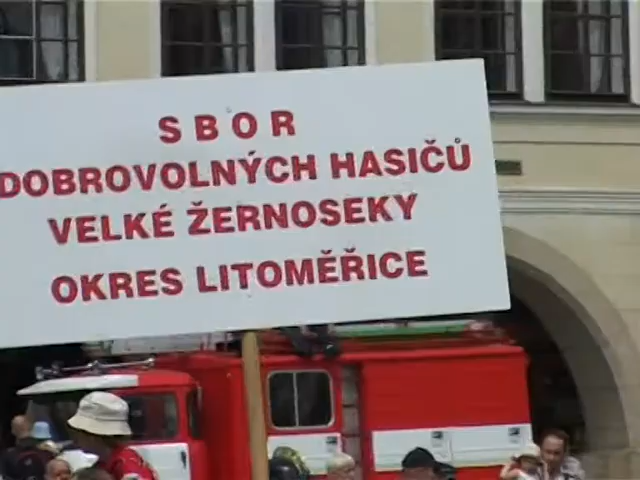 SBOR
DOBROVOLNÝCH HASIČŮ
VELKÉ ŽERNOSEKY
OKRES LITOMĚŘICE